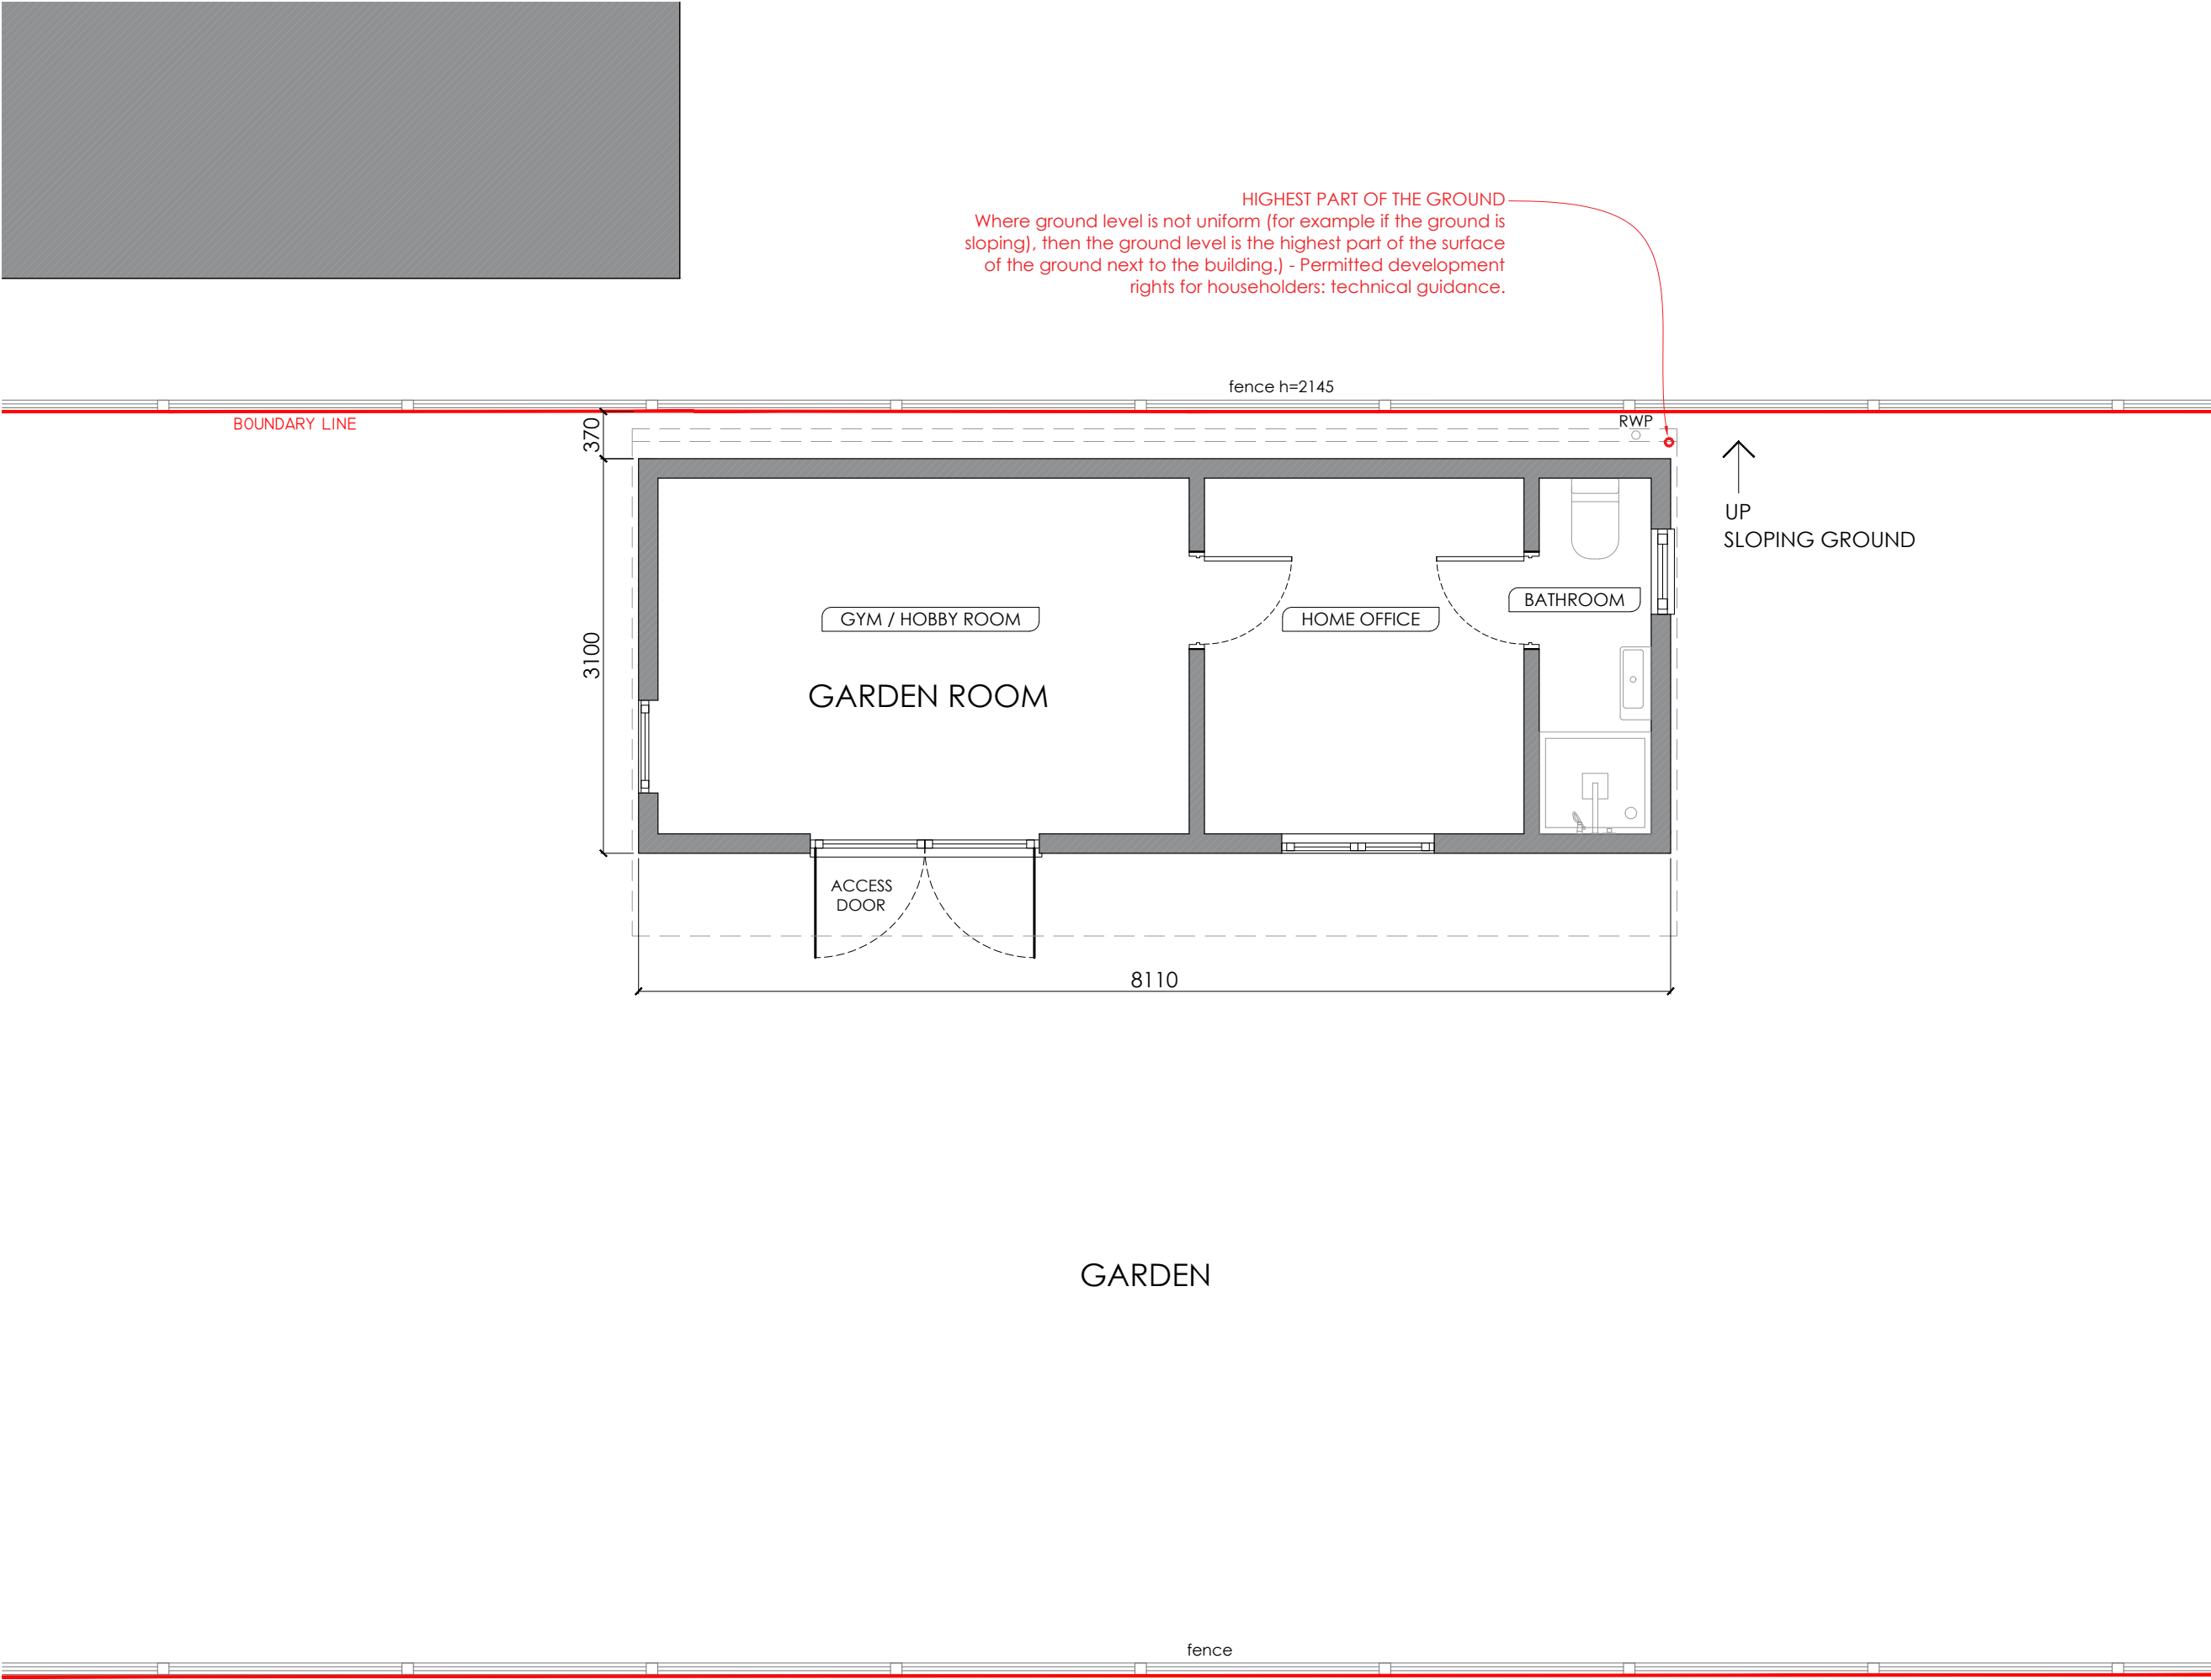 HIGHEST PART OF THE GROUND
Where ground level is not uniform (for example if the ground is
sloping), then the ground level is the highest part of the surface
of the ground next to the building.) - Permitted development
rights for householders: technical guidance.
fence h=2145
BOUNDARY LINE
370
RWP
UP
SLOPING GROUND
BATHROOM
GYM / HOBBY ROOM
HOME OFFICE
3100
GARDEN ROOM
ACCESS
DOOR
8110
GARDEN
fence